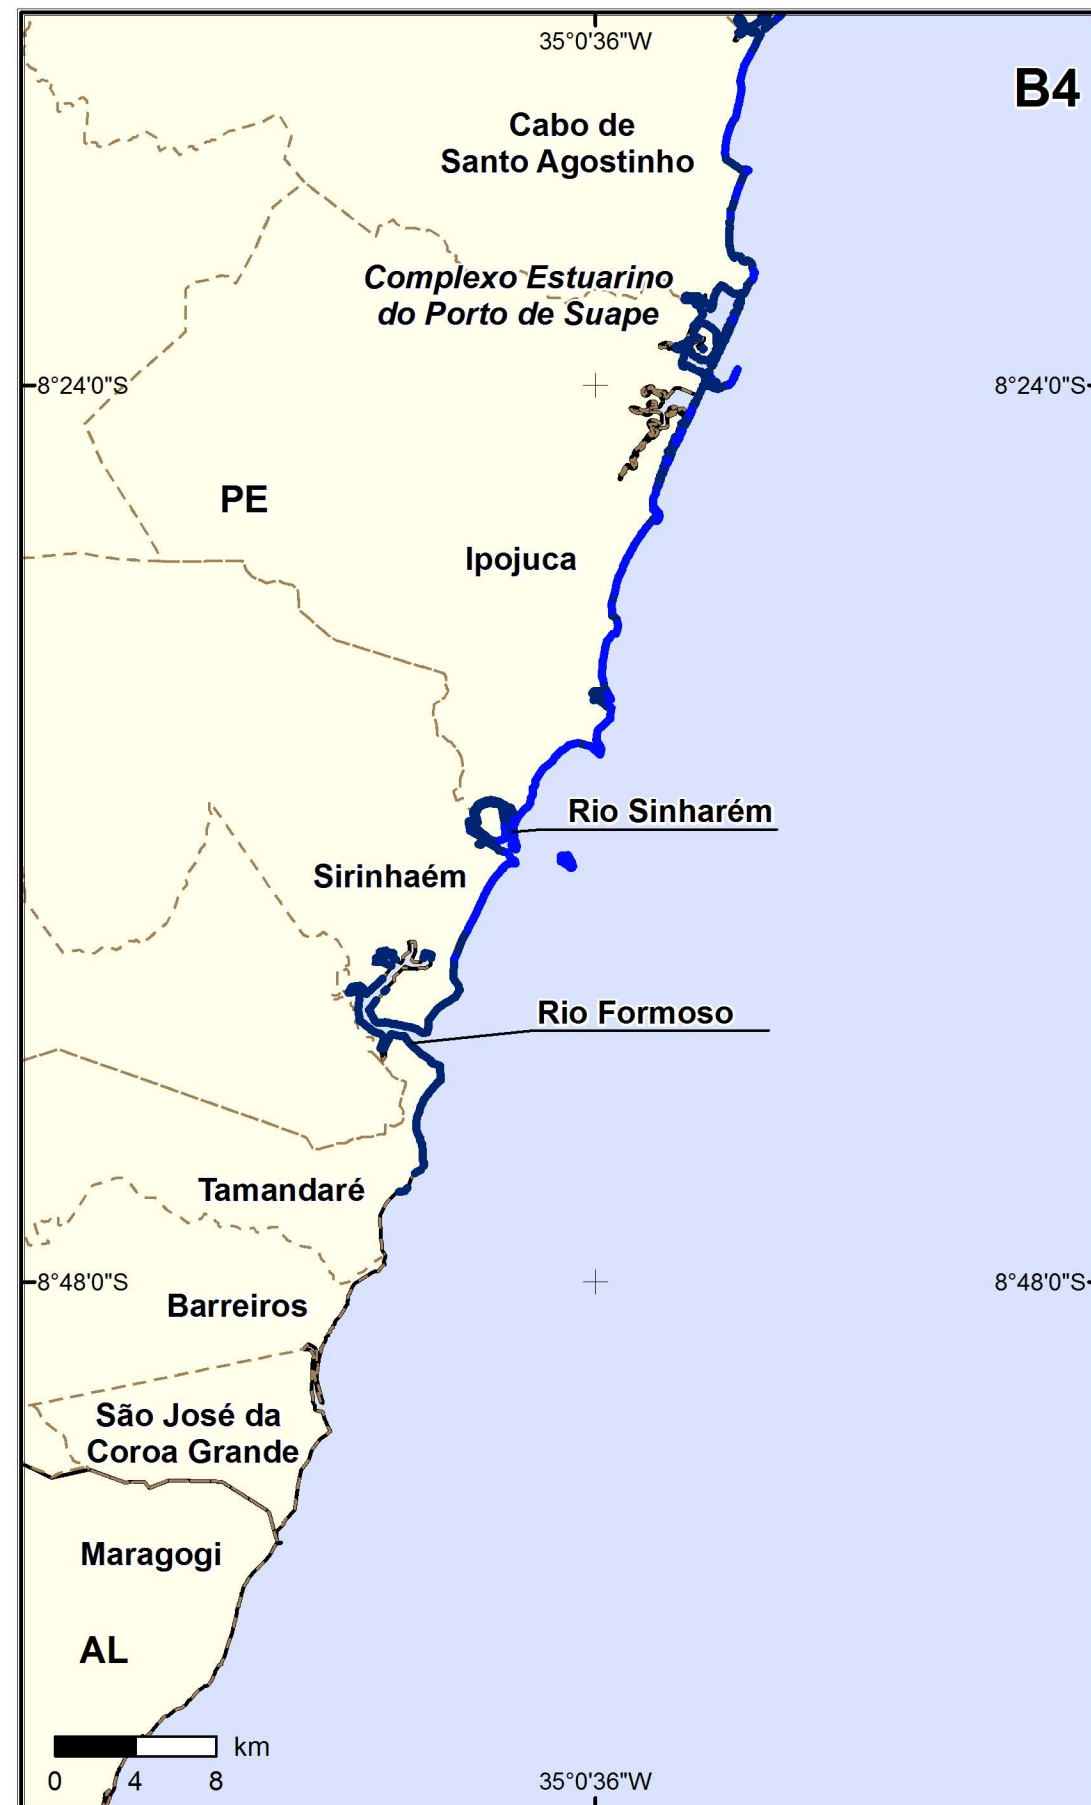 35°0'36"W
B4
Cabo de
Santo Agostinho
Complexo Estuarino
do Porto de Suape
8°24'0"S
8°24'0"S
PE
Ipojuca
Rio Sinharém
Sirinhaém
Rio Formoso
Tamandaré
8°48'0"S
8°48'0"S
Barreiros
São José da
Coroa Grande
Maragogi
AL
km
0 4 8
35°0'36"W